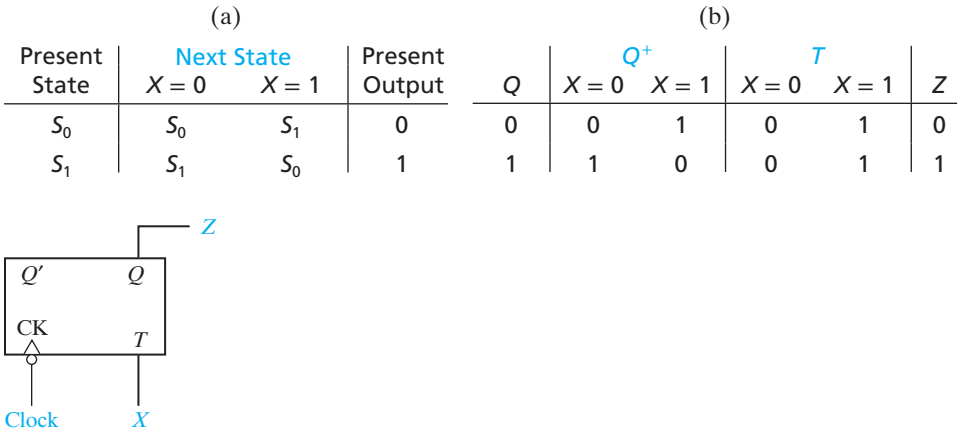 (a)
Present | Next State | Present
State | X = 0 X = 1 | Output
S₀ | S₀ S₁ | 0
S₁ | S₁ S₀ | 1
(b)
Q⁺ T
Q | X = 0 X = 1 | X = 0 X = 1 | Z
0 | 0 1 | 0 1 | 0
1 | 1 0 | 0 1 | 1
Z
Q′ Q
CK T
Clock X